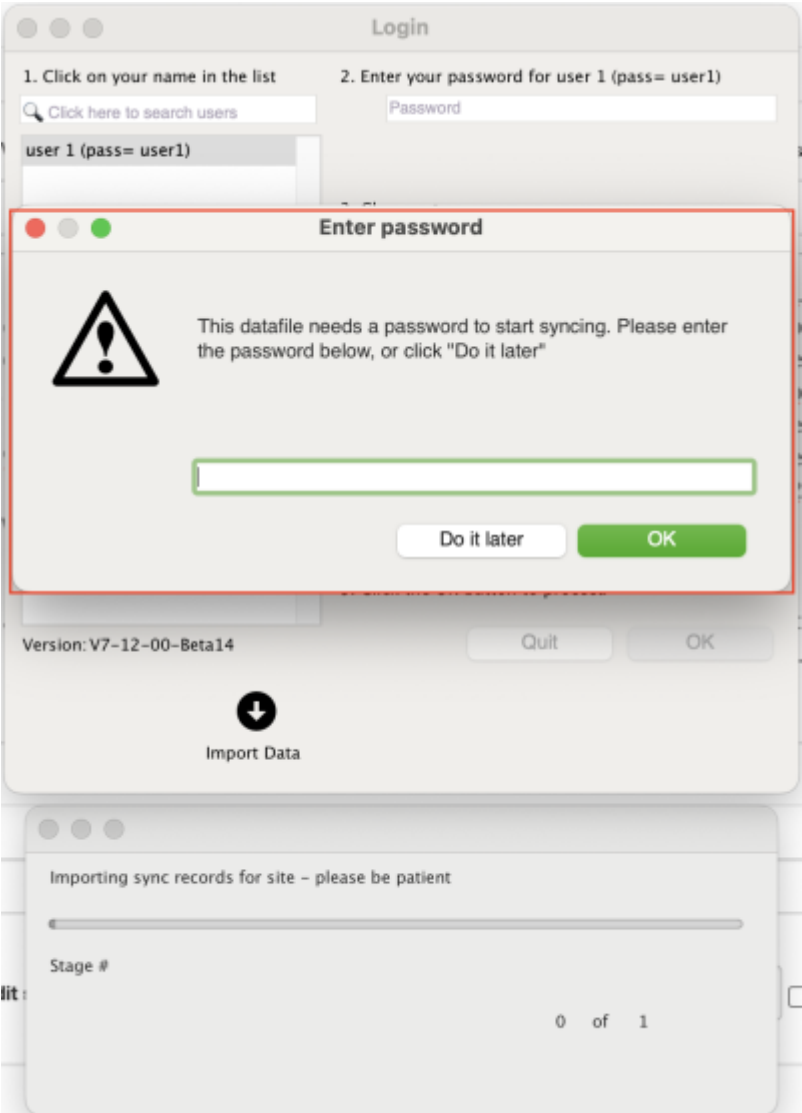 Login
1. Click on your name in the list
2. Enter your password for user 1 (pass= user1)
Click here to search users
Password
user 1 (pass= user1)
Enter password
This datafile needs a password to start syncing. Please enter
the password below, or click "Do it later"
Do it later
OK
Version: V7-12-00-Beta14
Quit
OK
Import Data
Importing sync records for site - please be patient
Stage #
0 of 1